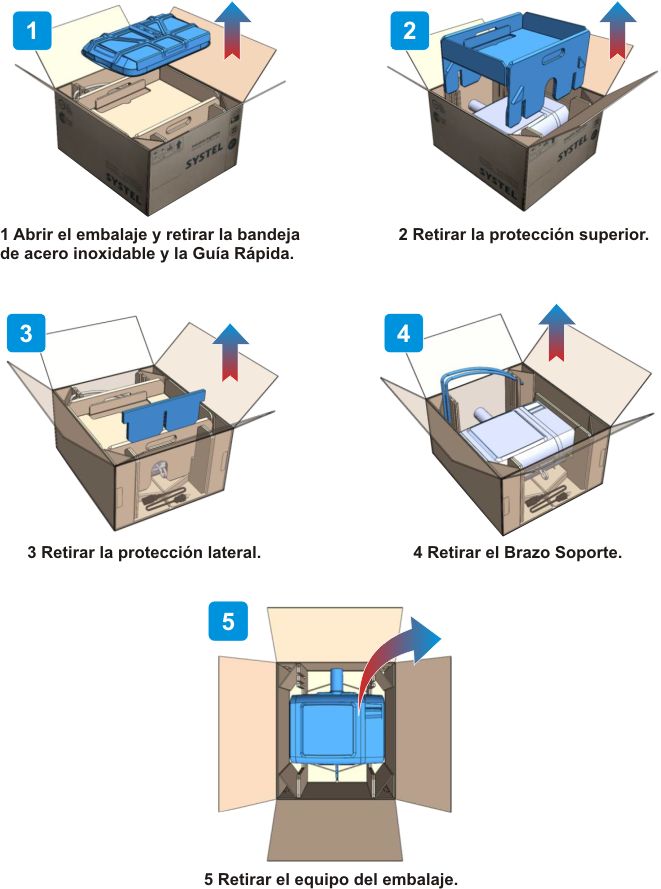 1
SYSTEL
SYSTEL
1 Abrir el embalaje y retirar la bandeja
de acero inoxidable y la Guía Rápida.
2
SYSTEL
SYSTEL
2 Retirar la protección superior.
3
3 Retirar la protección lateral.
4
4 Retirar el Brazo Soporte.
5
5 Retirar el equipo del embalaje.